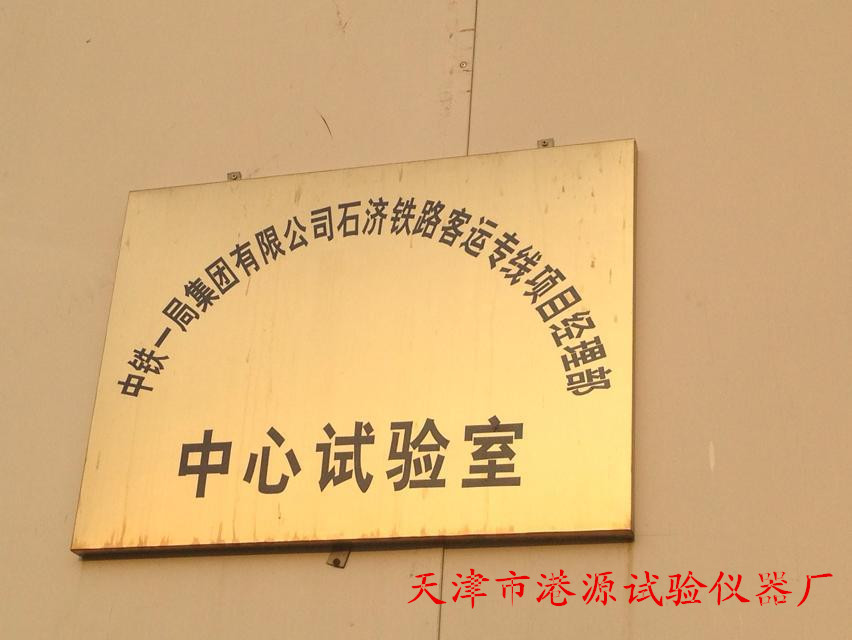 中铁一局集团有限公司石济铁路客运专线项目经理部
中心试验室
天津市港源试验仪器厂